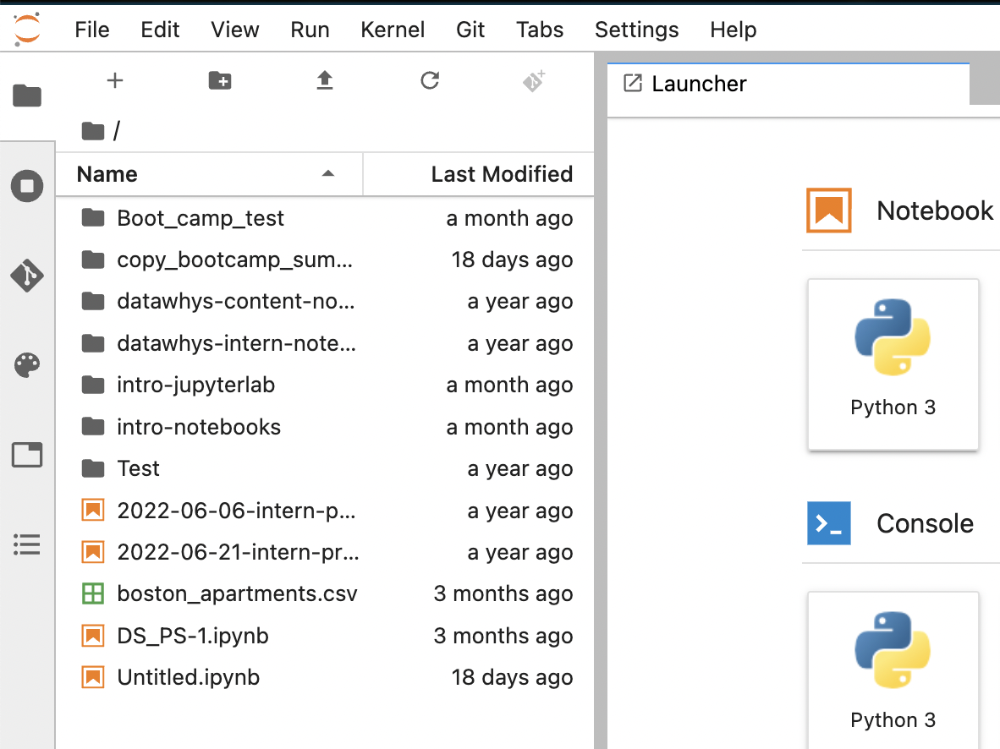 File Edit View Run Kernel Git Tabs Settings Help
Launcher
/
Name Last Modified
Boot_camp_test a month ago
copy_bootcamp_sum... 18 days ago
datawhys-content-no... a year ago
datawhys-intern-note... a year ago
intro-jupyterlab a month ago
intro-notebooks a month ago
Test a year ago
2022-06-06-intern-p... a year ago
2022-06-21-intern-pr... a year ago
boston_apartments.csv 3 months ago
DS_PS-1.ipynb 3 months ago
Untitled.ipynb 18 days ago
Notebook
Python 3
Console
Python 3